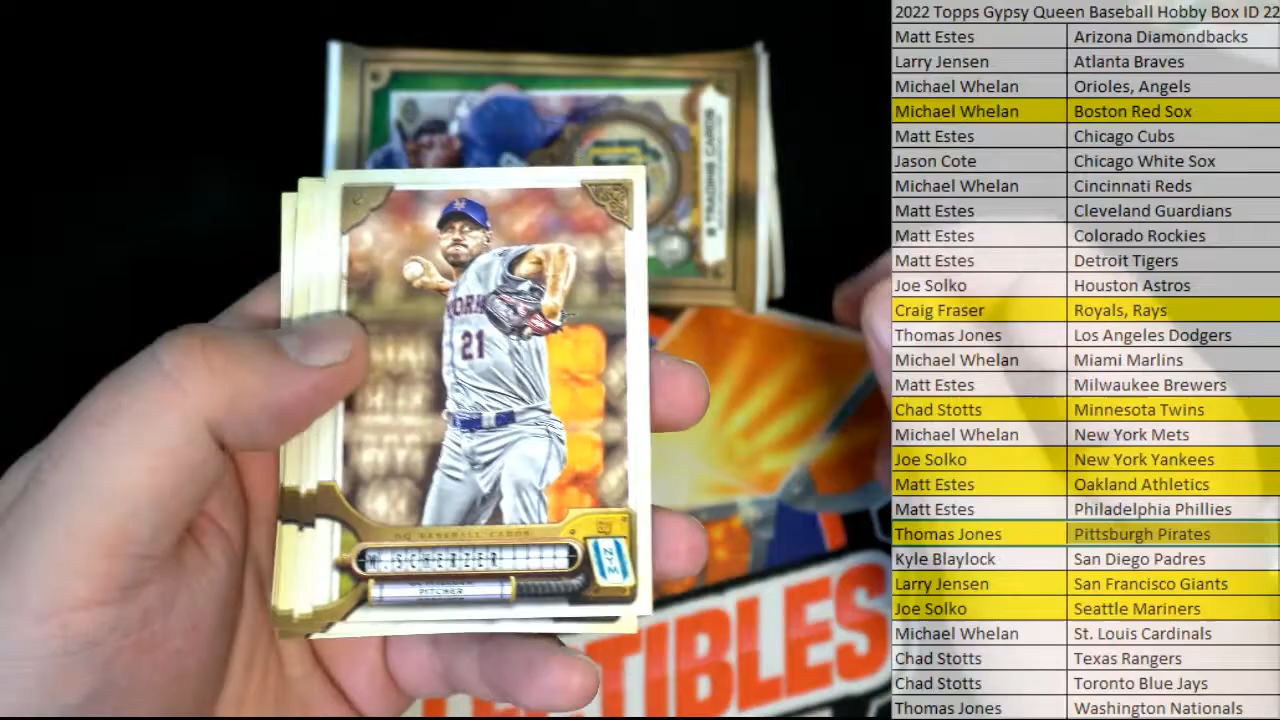 2022 Topps Gypsy Queen Baseball Hobby Box ID 22
Matt Estes Arizona Diamondbacks
Larry Jensen Atlanta Braves
Michael Whelan Orioles, Angels
Michael Whelan Boston Red Sox
Matt Estes Chicago Cubs
Jason Cote Chicago White Sox
Michael Whelan Cincinnati Reds
Matt Estes Cleveland Guardians
Matt Estes Colorado Rockies
Matt Estes Detroit Tigers
Joe Solko Houston Astros
Craig Fraser Royals, Rays
Thomas Jones Los Angeles Dodgers
Michael Whelan Miami Marlins
Matt Estes Milwaukee Brewers
Chad Stotts Minnesota Twins
Michael Whelan New York Mets
Joe Solko New York Yankees
Matt Estes Oakland Athletics
Matt Estes Philadelphia Phillies
Thomas Jones Pittsburgh Pirates
Kyle Blaylock San Diego Padres
Larry Jensen San Francisco Giants
Joe Solko Seattle Mariners
Michael Whelan St. Louis Cardinals
Chad Stotts Texas Rangers
Chad Stotts Toronto Blue Jays
Thomas Jones Washington Nationals
8 TRADING CARDS
YORK
21
GQ BASEBALL CARDS
M. SCHERZER
NYM
PITCHER
CTIBLES